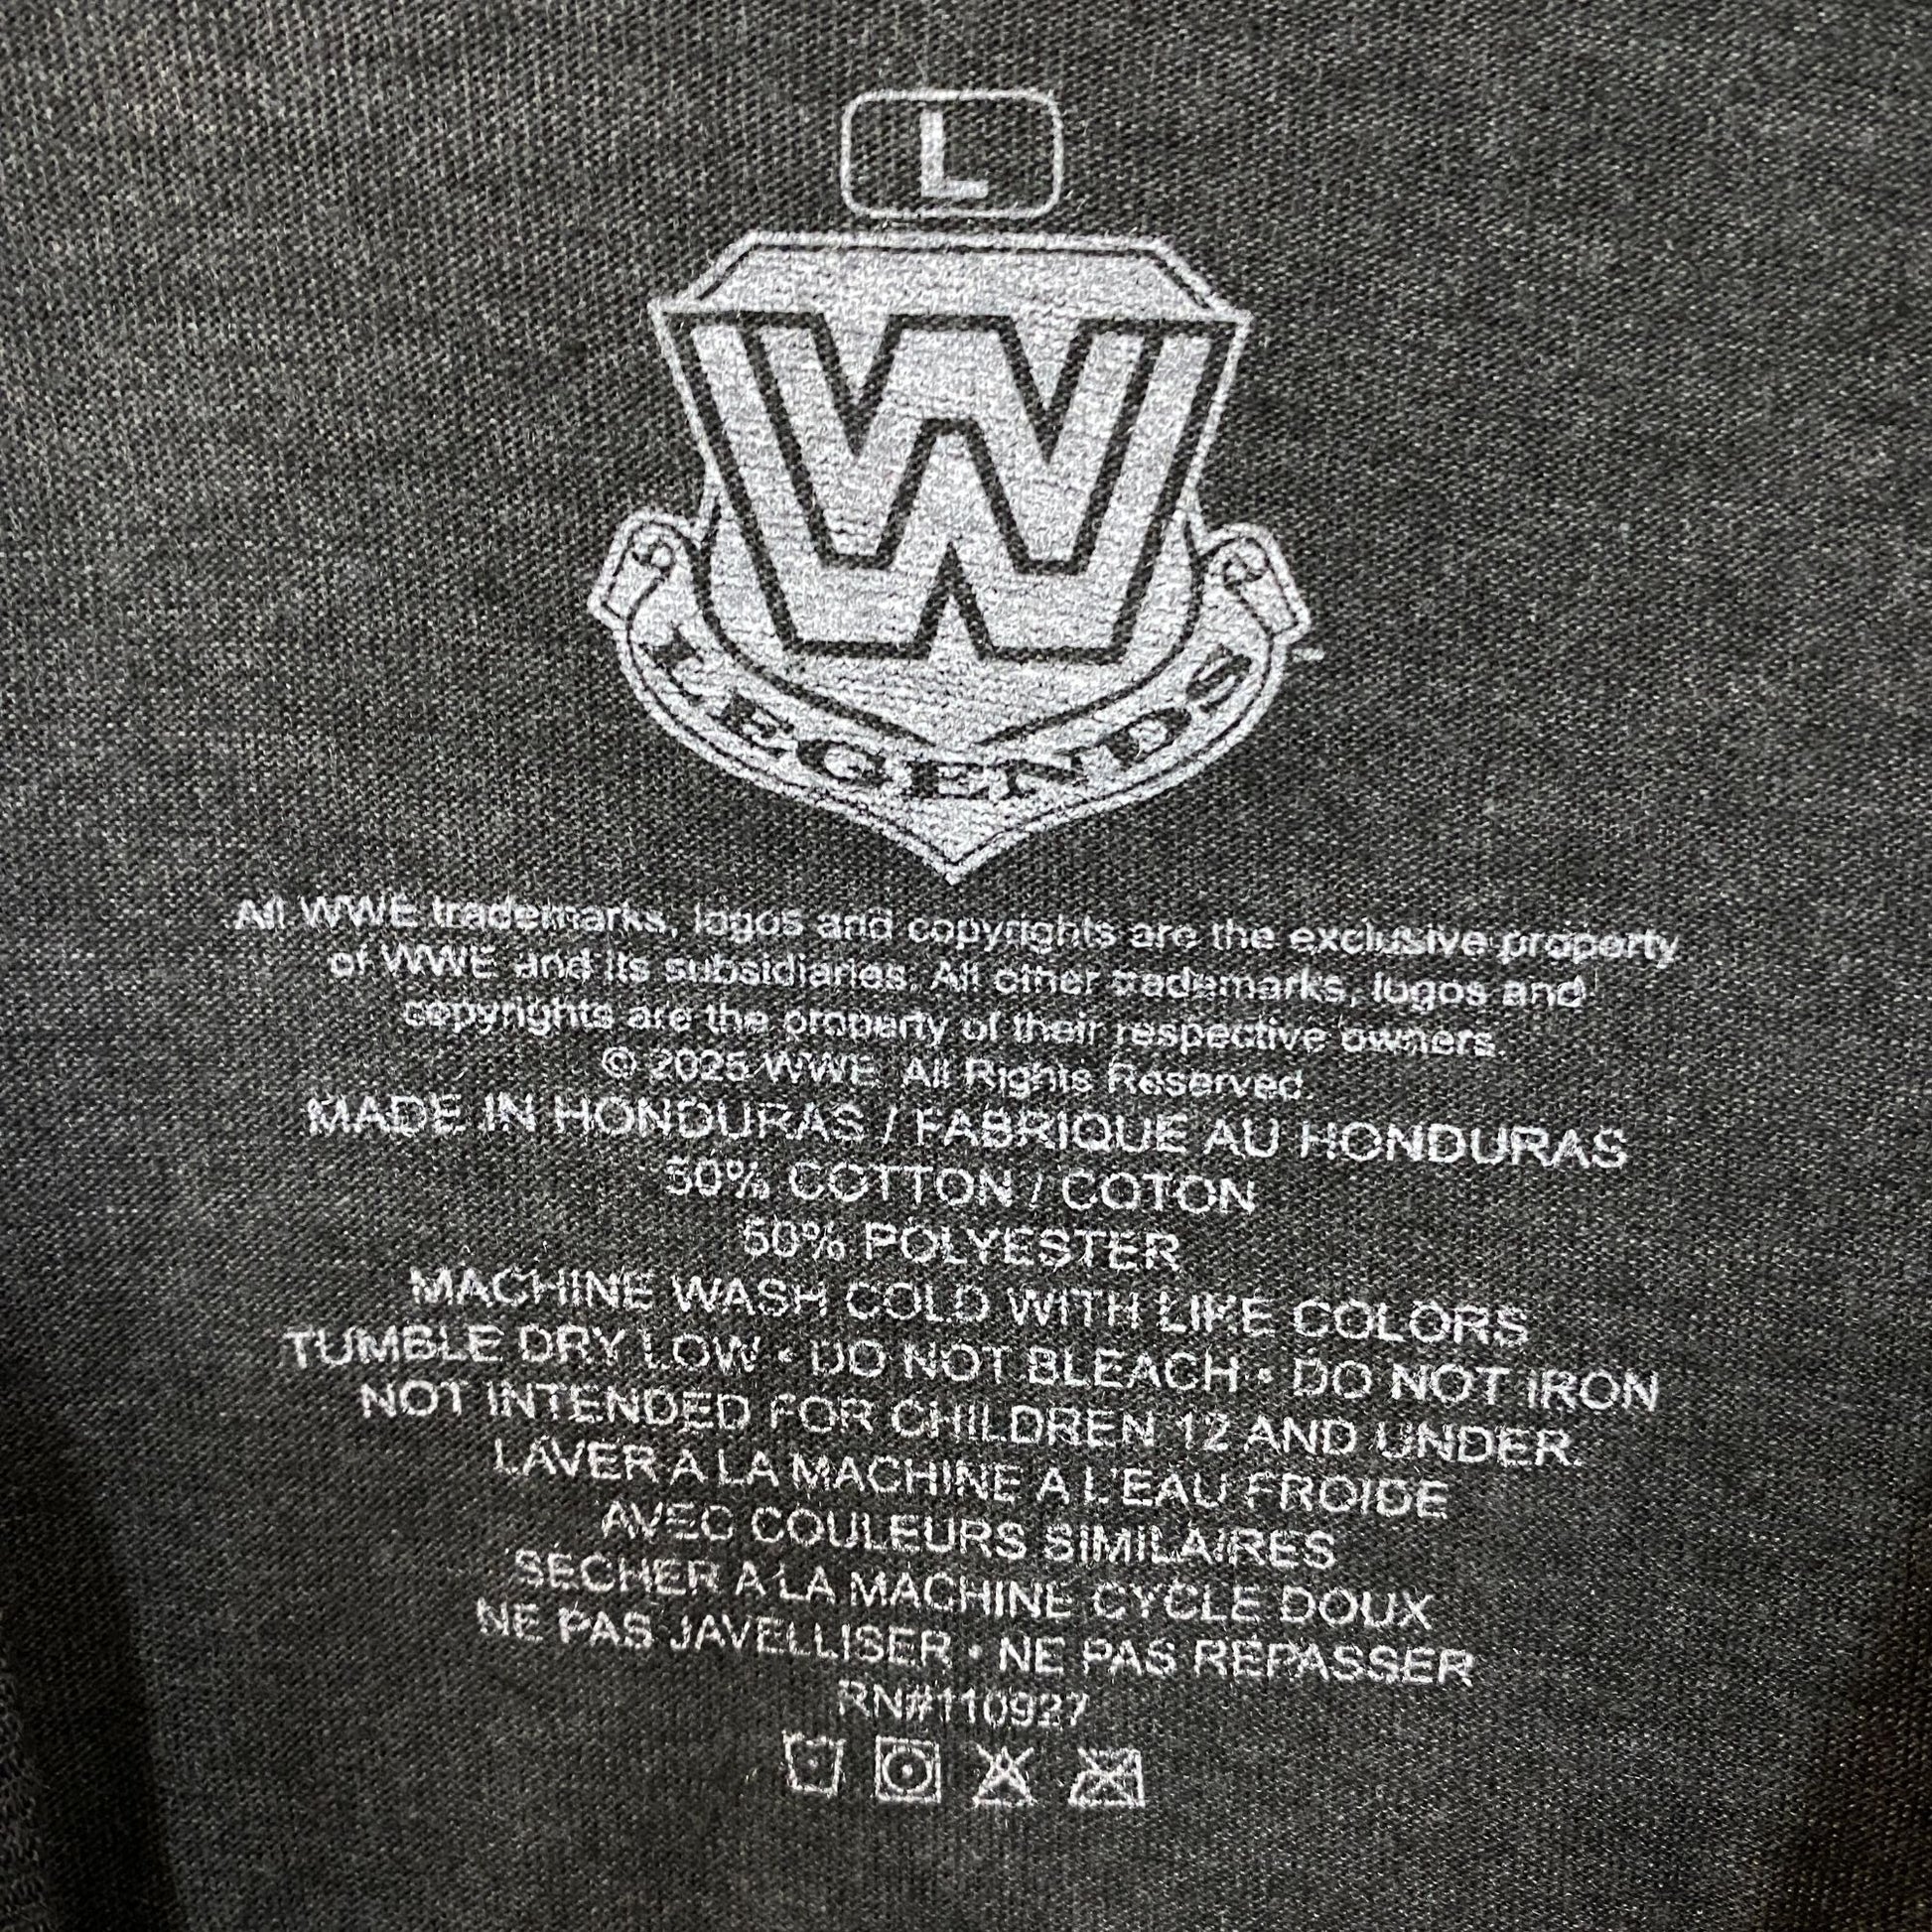 L
W
LEGENDS
All WWE trademarks, logos and copyrights are the exclusive property
of WWE and its subsidiaries. All other trademarks, logos and
copyrights are the property of their respective owners.
© 2025 WWE All Rights Reserved.
MADE IN HONDURAS / FABRIQUE AU HONDURAS
50% COTTON / COTON
50% POLYESTER
MACHINE WASH COLD WITH LIKE COLORS
TUMBLE DRY LOW • DO NOT BLEACH • DO NOT IRON
NOT INTENDED FOR CHILDREN 12 AND UNDER.
LAVER A LA MACHINE A L'EAU FROIDE
AVEC COULEURS SIMILAIRES
SECHER A LA MACHINE CYCLE DOUX
NE PAS JAVELLISER • NE PAS REPASSER
RN#110927